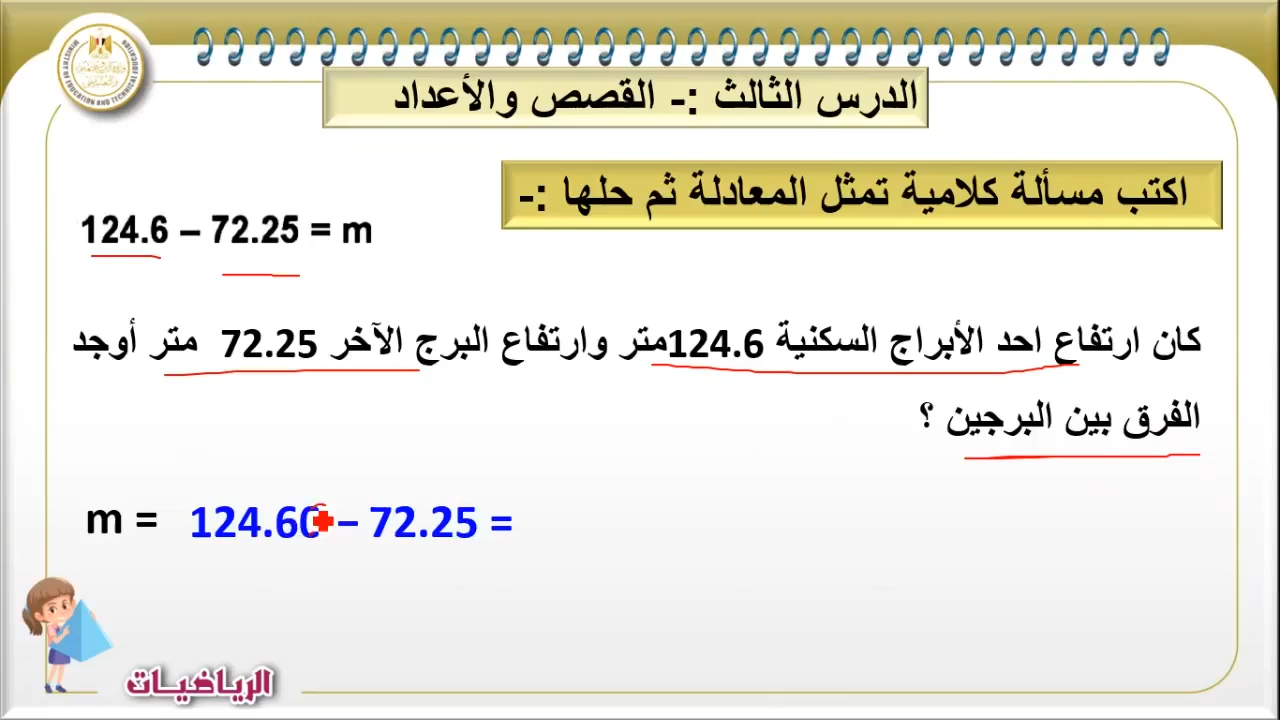 الدرس الثالث :- القصص والأعداد
اكتب مسألة كلامية تمثل المعادلة ثم حلها :-
124.6 – 72.25 = m
كان ارتفاع احد الأبراج السكنية 124.6متر وارتفاع البرج الآخر 72.25 متر أوجد
الفرق بين البرجين ؟
m = 124.60 – 72.25 =
الرياضيات